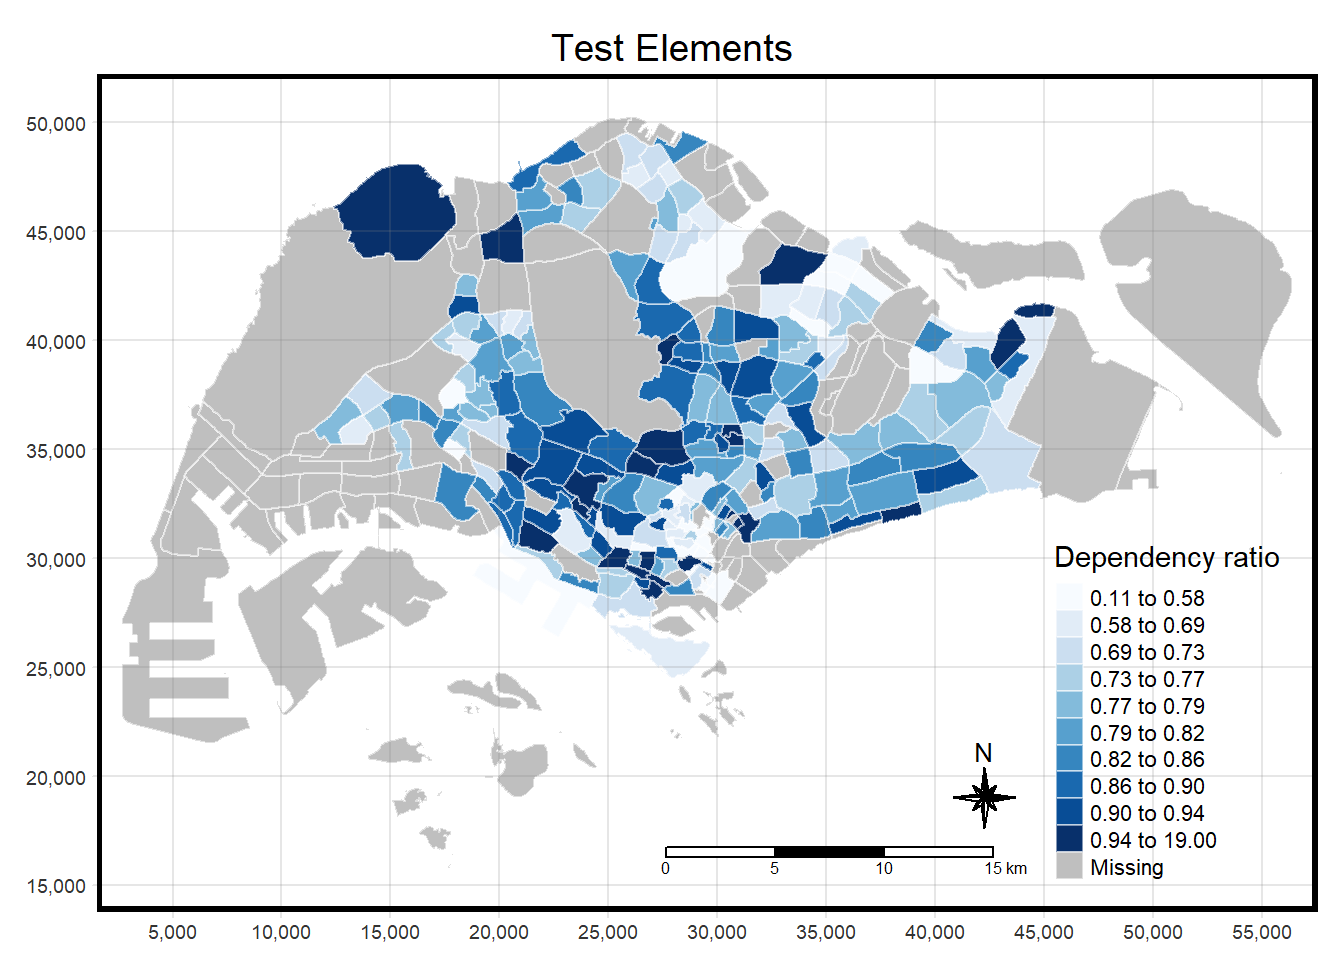 Test Elements
50,000
45,000
40,000
35,000
30,000
25,000
20,000
15,000
Dependency ratio
0.11 to 0.58
0.58 to 0.69
0.69 to 0.73
0.73 to 0.77
0.77 to 0.79
0.79 to 0.82
0.82 to 0.86
0.86 to 0.90
0.90 to 0.94
0.94 to 19.00
Missing
N
0 5 10 15 km
5,000 10,000 15,000 20,000 25,000 30,000 35,000 40,000 45,000 50,000 55,000